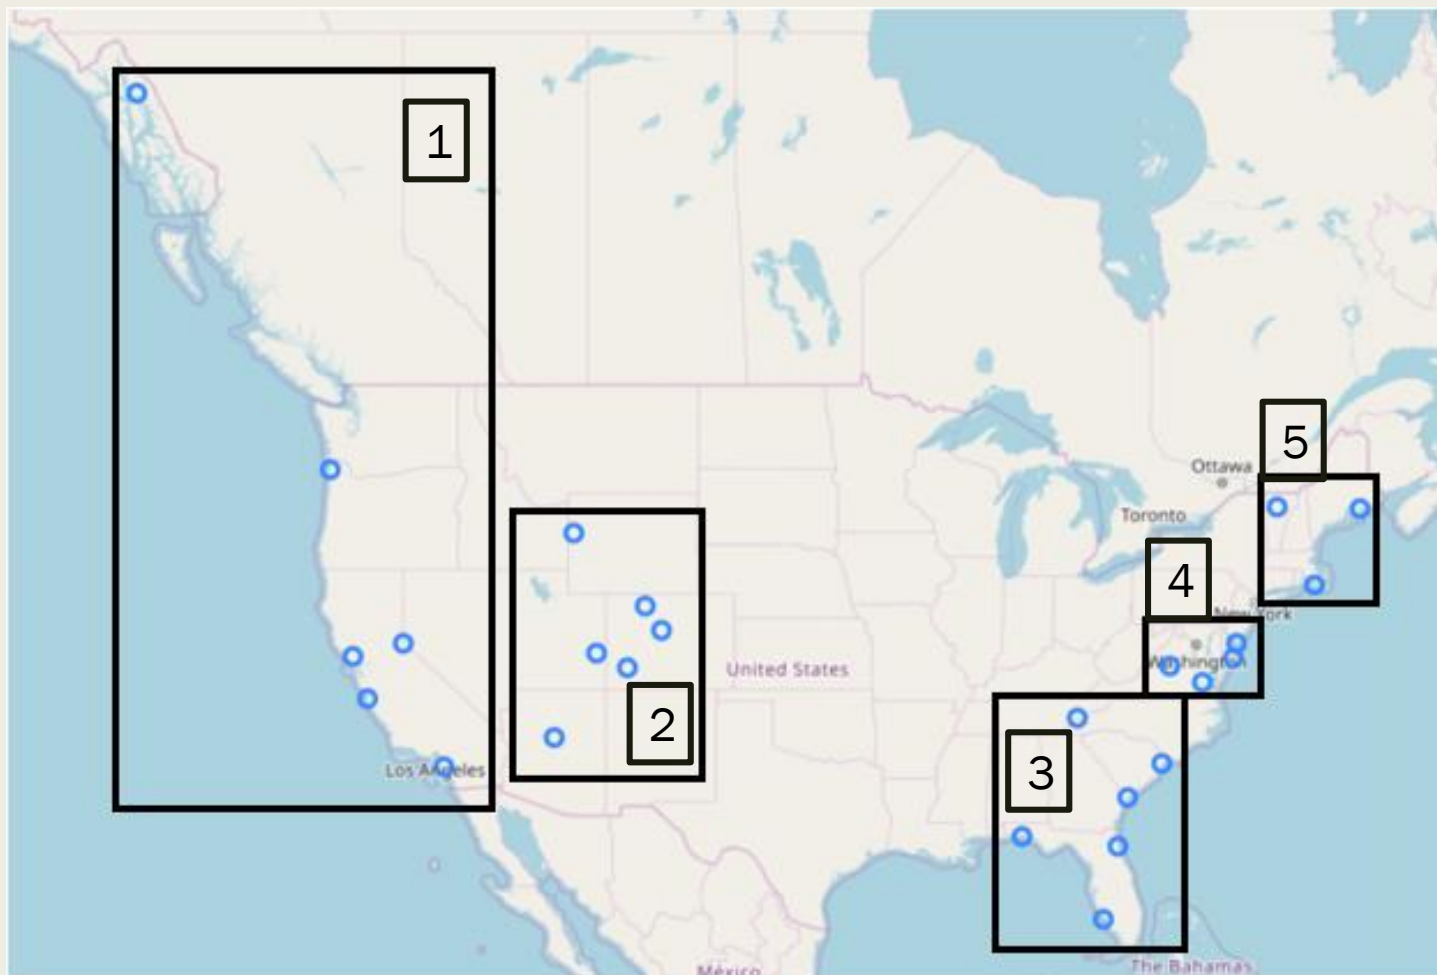 1
5
Ottawa
Toronto
4
New York
Washington
United States
2
3
Los Angeles
México
The Bahamas